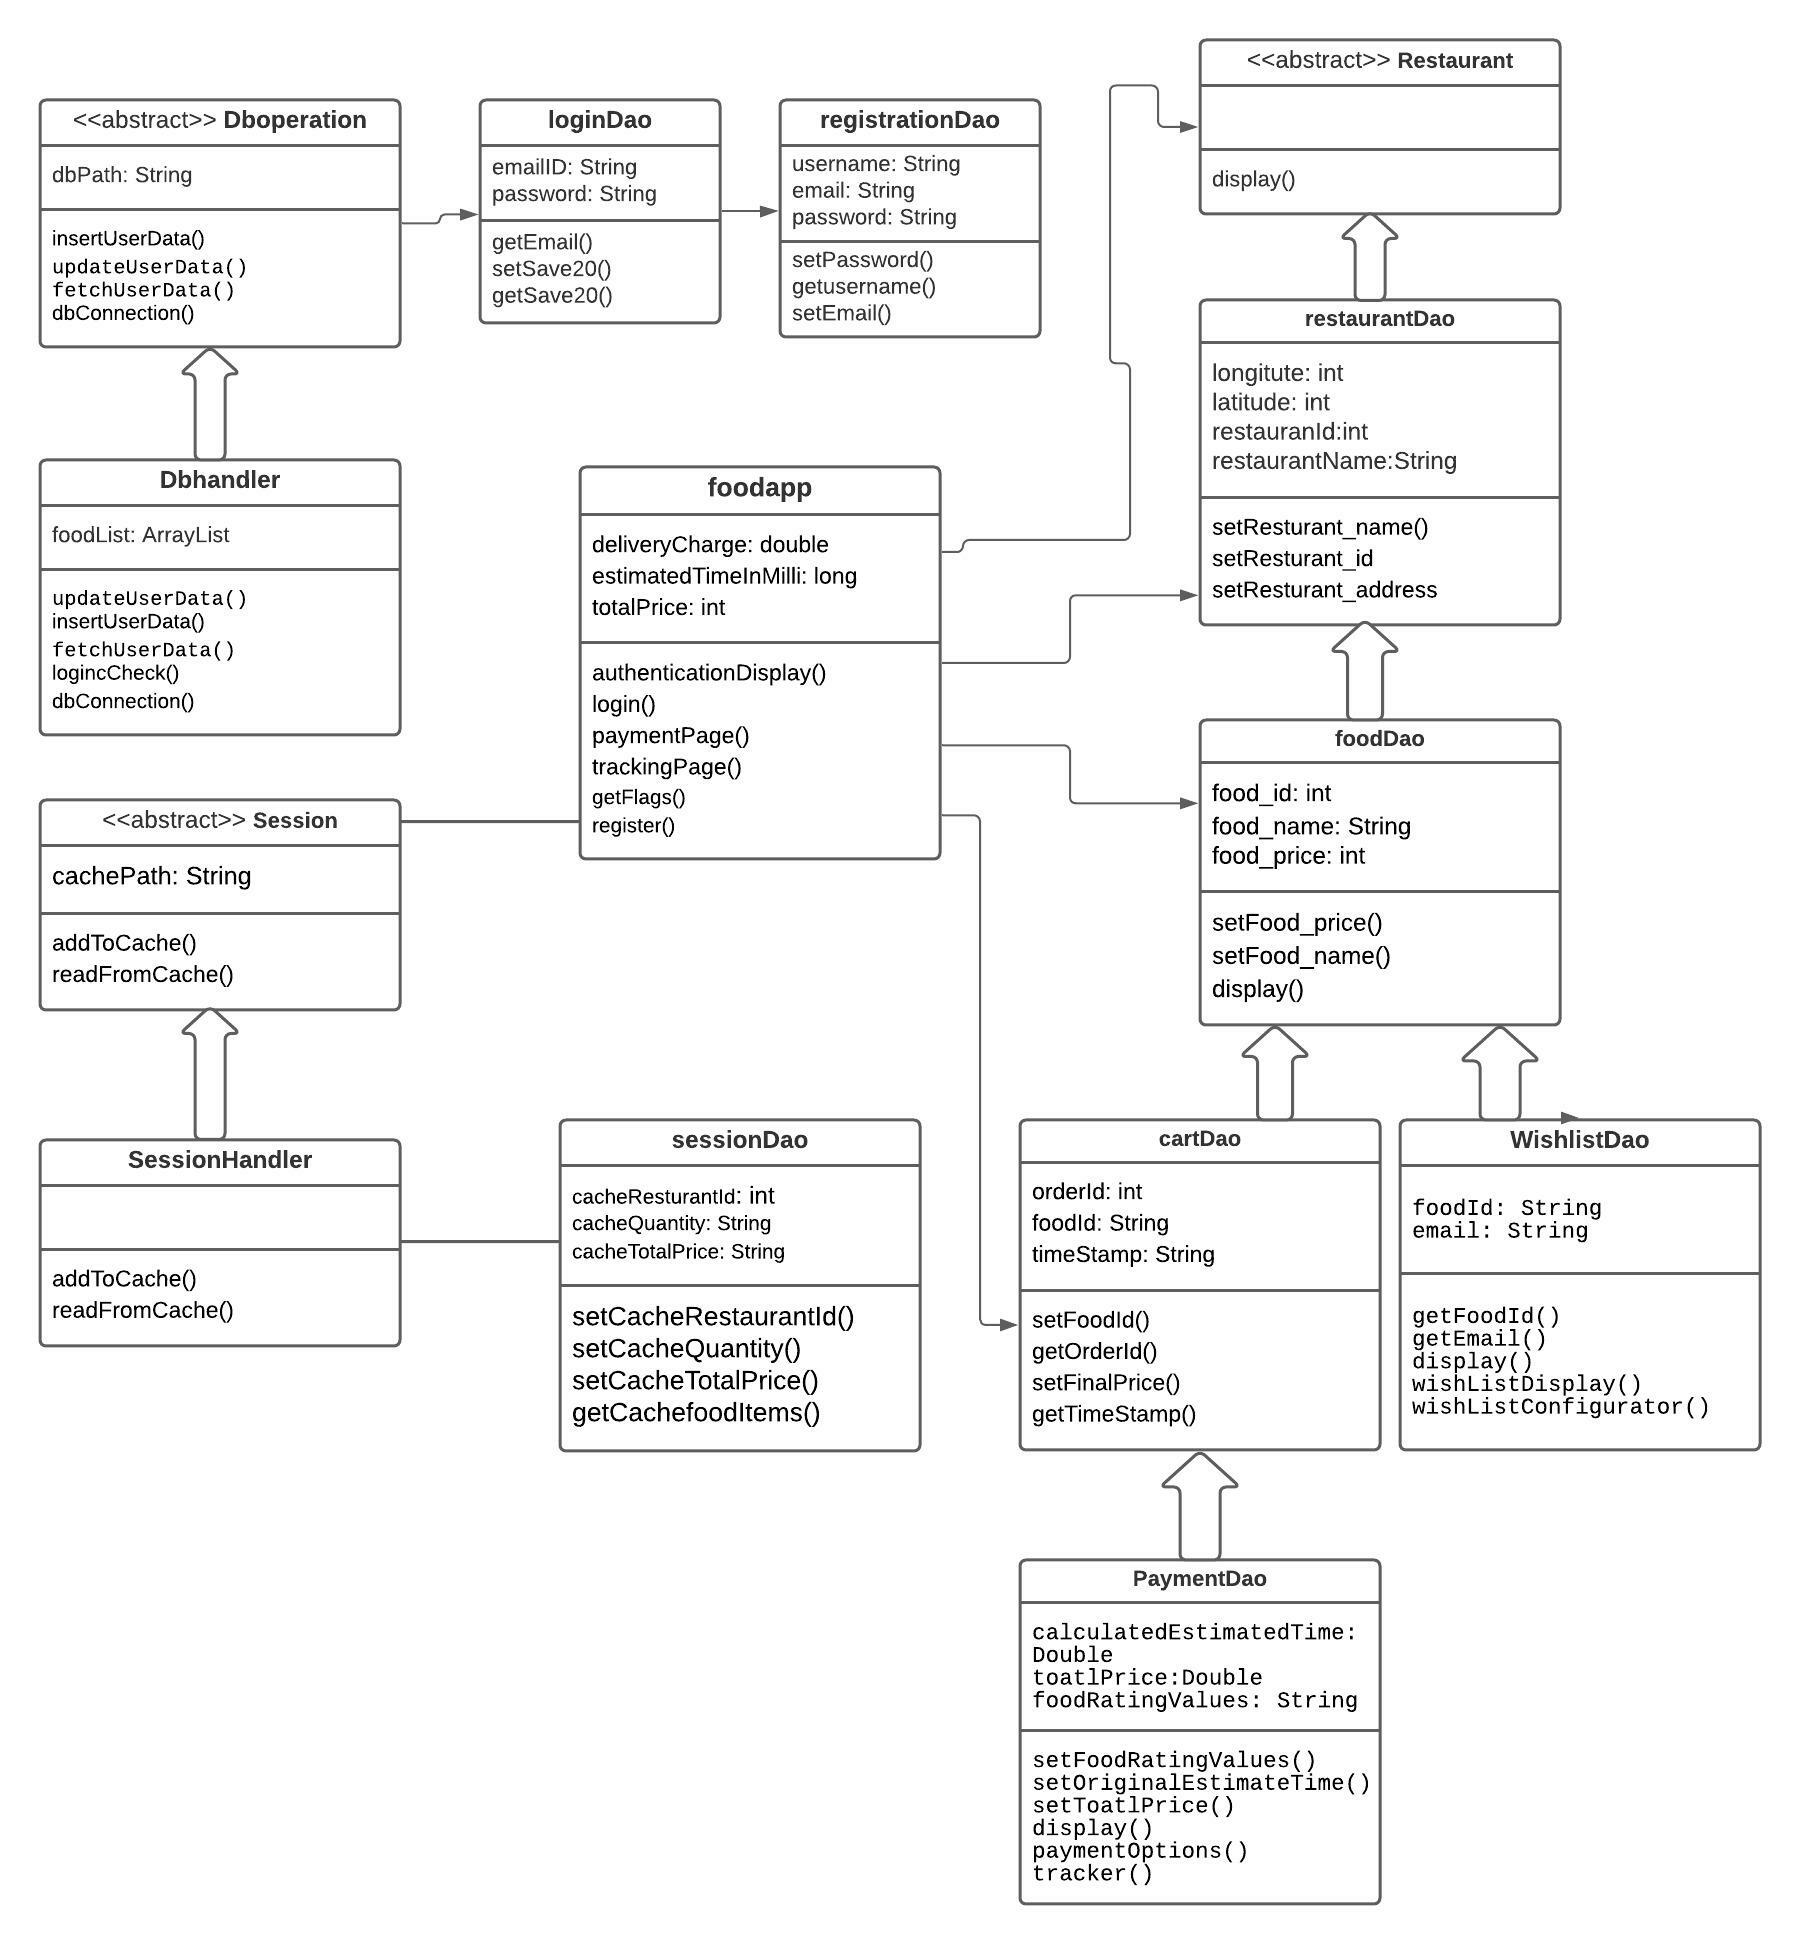 <<abstract>> Dboperation
dbPath: String
insertUserData()
updateUserData()
fetchUserData()
dbConnection()
loginDao
emailID: String
password: String
getEmail()
setSave20()
getSave20()
registrationDao
username: String
email: String
password: String
setPassword()
getusername()
setEmail()
<<abstract>> Restaurant
display()
restaurantDao
longitute: int
latitude: int
restauranId:int
restaurantName:String
setResturant_name()
setResturant_id
setResturant_address
Dbhandler
foodList: ArrayList
updateUserData()
insertUserData()
fetchUserData()
logincCheck()
dbConnection()
foodapp
deliveryCharge: double
estimatedTimeInMilli: long
totalPrice: int
authenticationDisplay()
login()
paymentPage()
trackingPage()
getFlags()
register()
foodDao
food_id: int
food_name: String
food_price: int
setFood_price()
setFood_name()
display()
<<abstract>> Session
cachePath: String
addToCache()
readFromCache()
SessionHandler
addToCache()
readFromCache()
sessionDao
cacheResturantId: int
cacheQuantity: String
cacheTotalPrice: String
setCacheRestaurantId()
setCacheQuantity()
setCacheTotalPrice()
getCachefoodItems()
cartDao
orderId: int
foodId: String
timeStamp: String
setFoodId()
getOrderId()
setFinalPrice()
getTimeStamp()
WishlistDao
foodId: String
email: String
getFoodId()
getEmail()
display()
wishListDisplay()
wishListConfigurator()
PaymentDao
calculatedEstimatedTime:
Double
toatlPrice:Double
foodRatingValues: String
setFoodRatingValues()
setOriginalEstimateTime()
setToatlPrice()
display()
paymentOptions()
tracker()